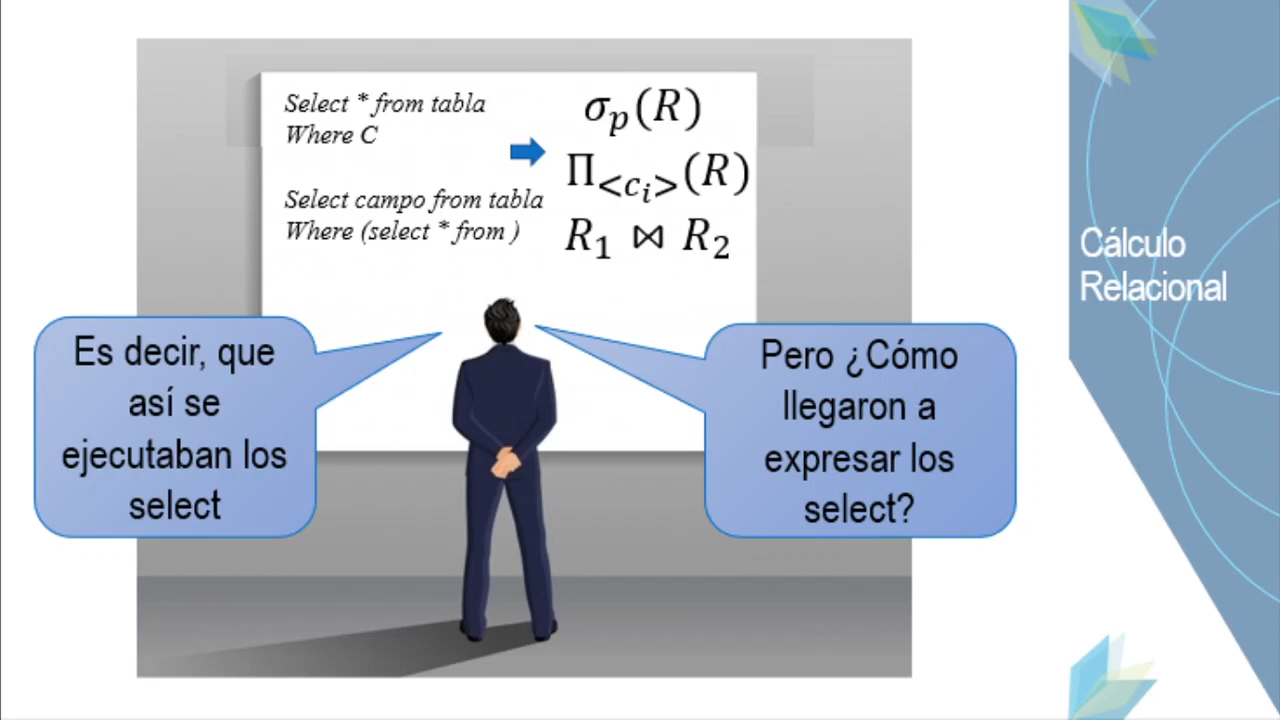 Select * from tabla
Where C
Select campo from tabla
Where (select * from )
σₚ(R)
Π<cᵢ>(R)
R₁ ⋈ R₂
Es decir, que
así se
ejecutaban los
select
Pero ¿Cómo
llegaron a
expresar los
select?
Cálculo
Relacional